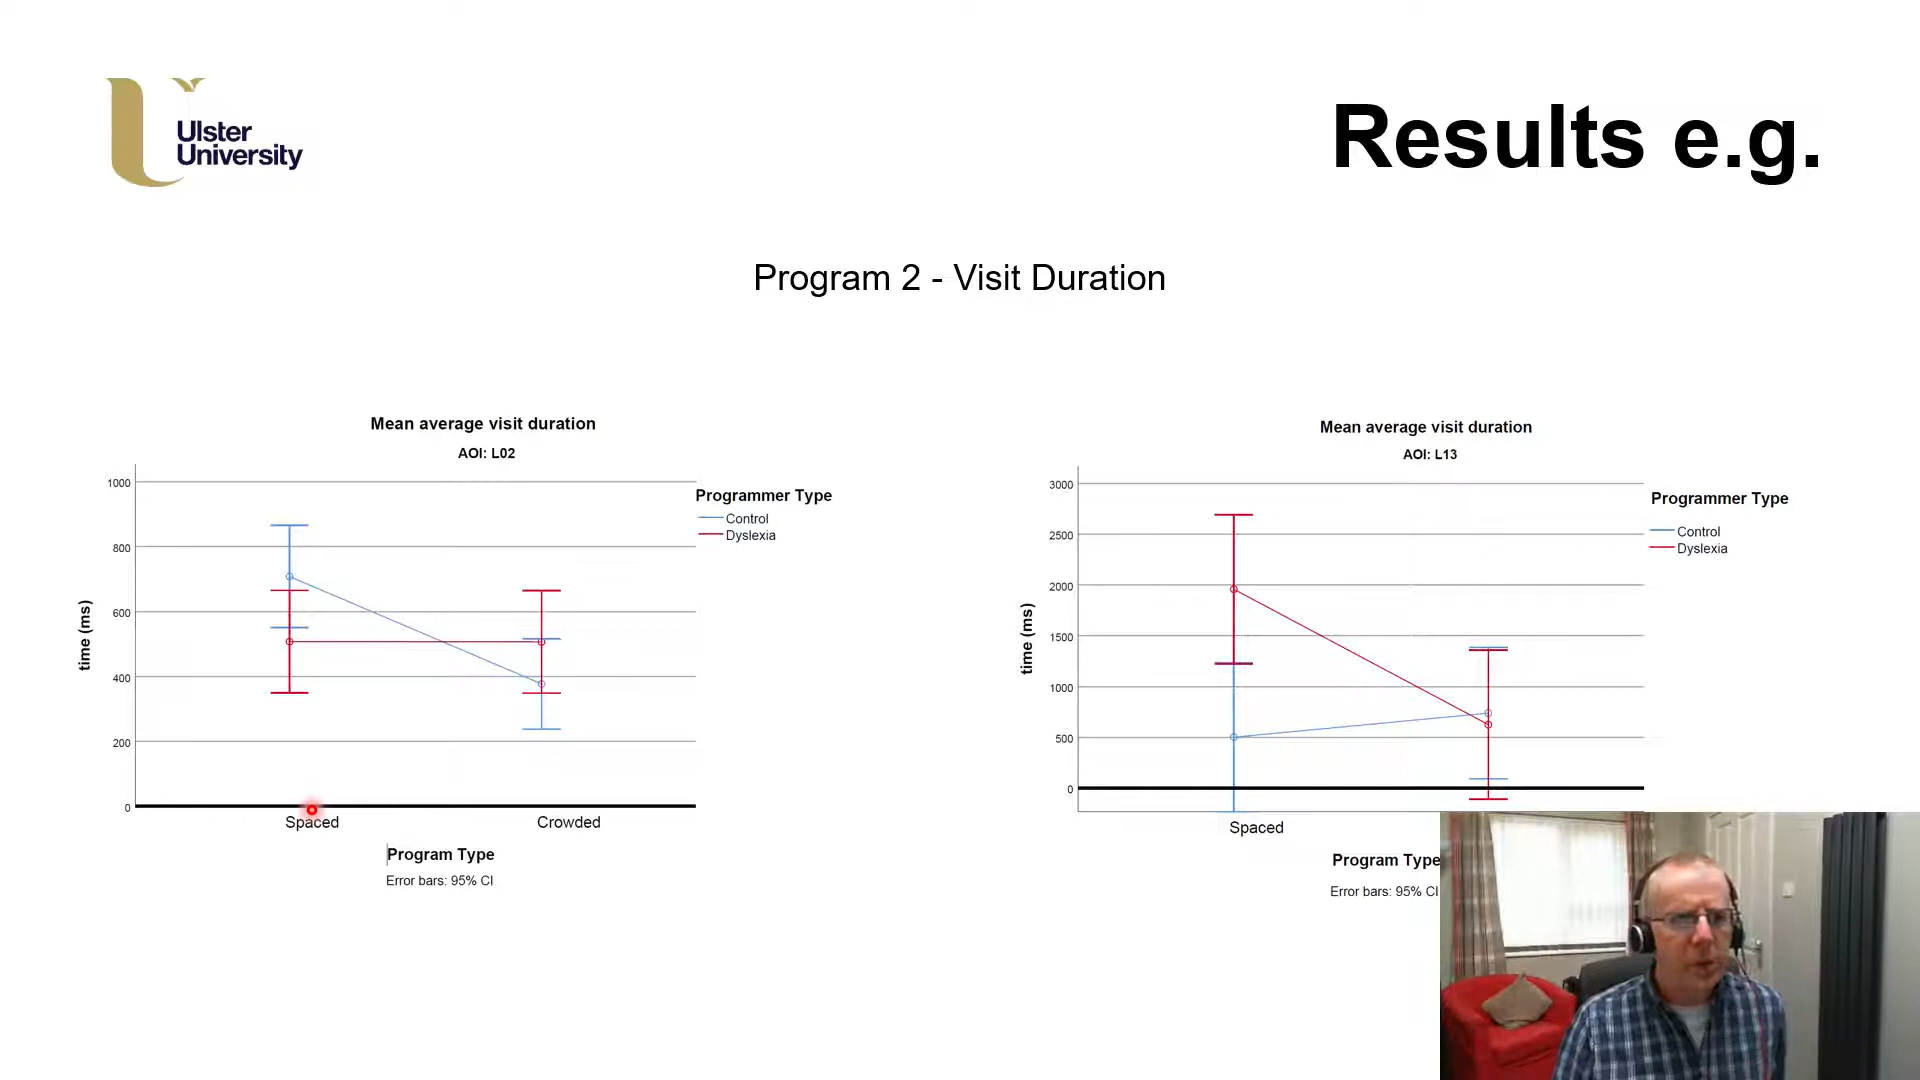 Ulster
University
Results e.g.
Program 2 - Visit Duration
Mean average visit duration
AOI: L02
1000
800
600
400
200
0
time (ms)
Programmer Type
Control
Dyslexia
Spaced
Crowded
Program Type
Error bars: 95% CI
Mean average visit duration
AOI: L13
3000
2500
2000
1500
1000
500
0
time (ms)
Programmer Type
Control
Dyslexia
Spaced
Program Type
Error bars: 95% CI